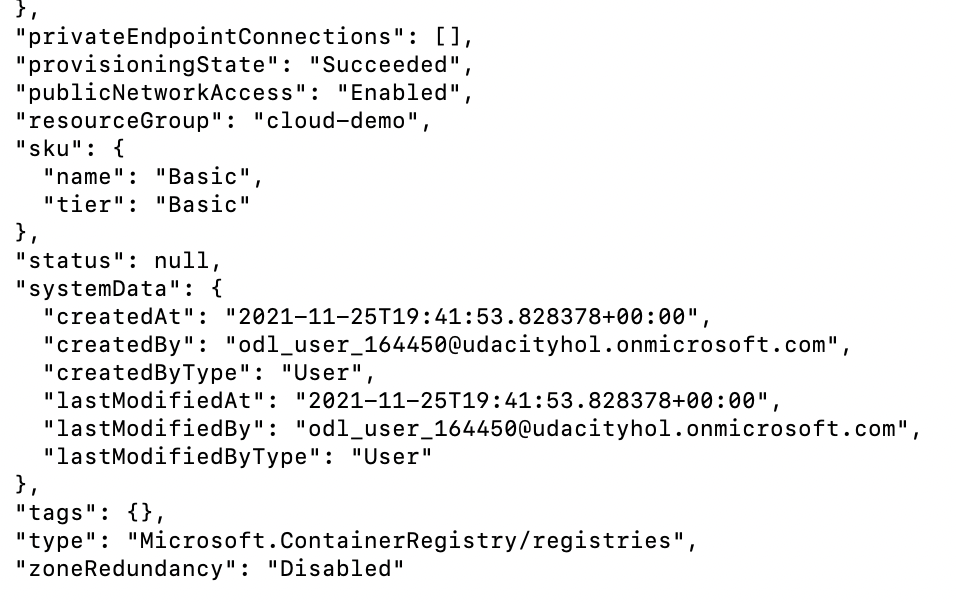 },
"privateEndpointConnections": [],
"provisioningState": "Succeeded",
"publicNetworkAccess": "Enabled",
"resourceGroup": "cloud-demo",
"sku": {
  "name": "Basic",
  "tier": "Basic"
},
"status": null,
"systemData": {
  "createdAt": "2021-11-25T19:41:53.828378+00:00",
  "createdBy": "odl_user_164450@udacityhol.onmicrosoft.com",
  "createdByType": "User",
  "lastModifiedAt": "2021-11-25T19:41:53.828378+00:00",
  "lastModifiedBy": "odl_user_164450@udacityhol.onmicrosoft.com",
  "lastModifiedByType": "User"
},
"tags": {},
"type": "Microsoft.ContainerRegistry/registries",
"zoneRedundancy": "Disabled"